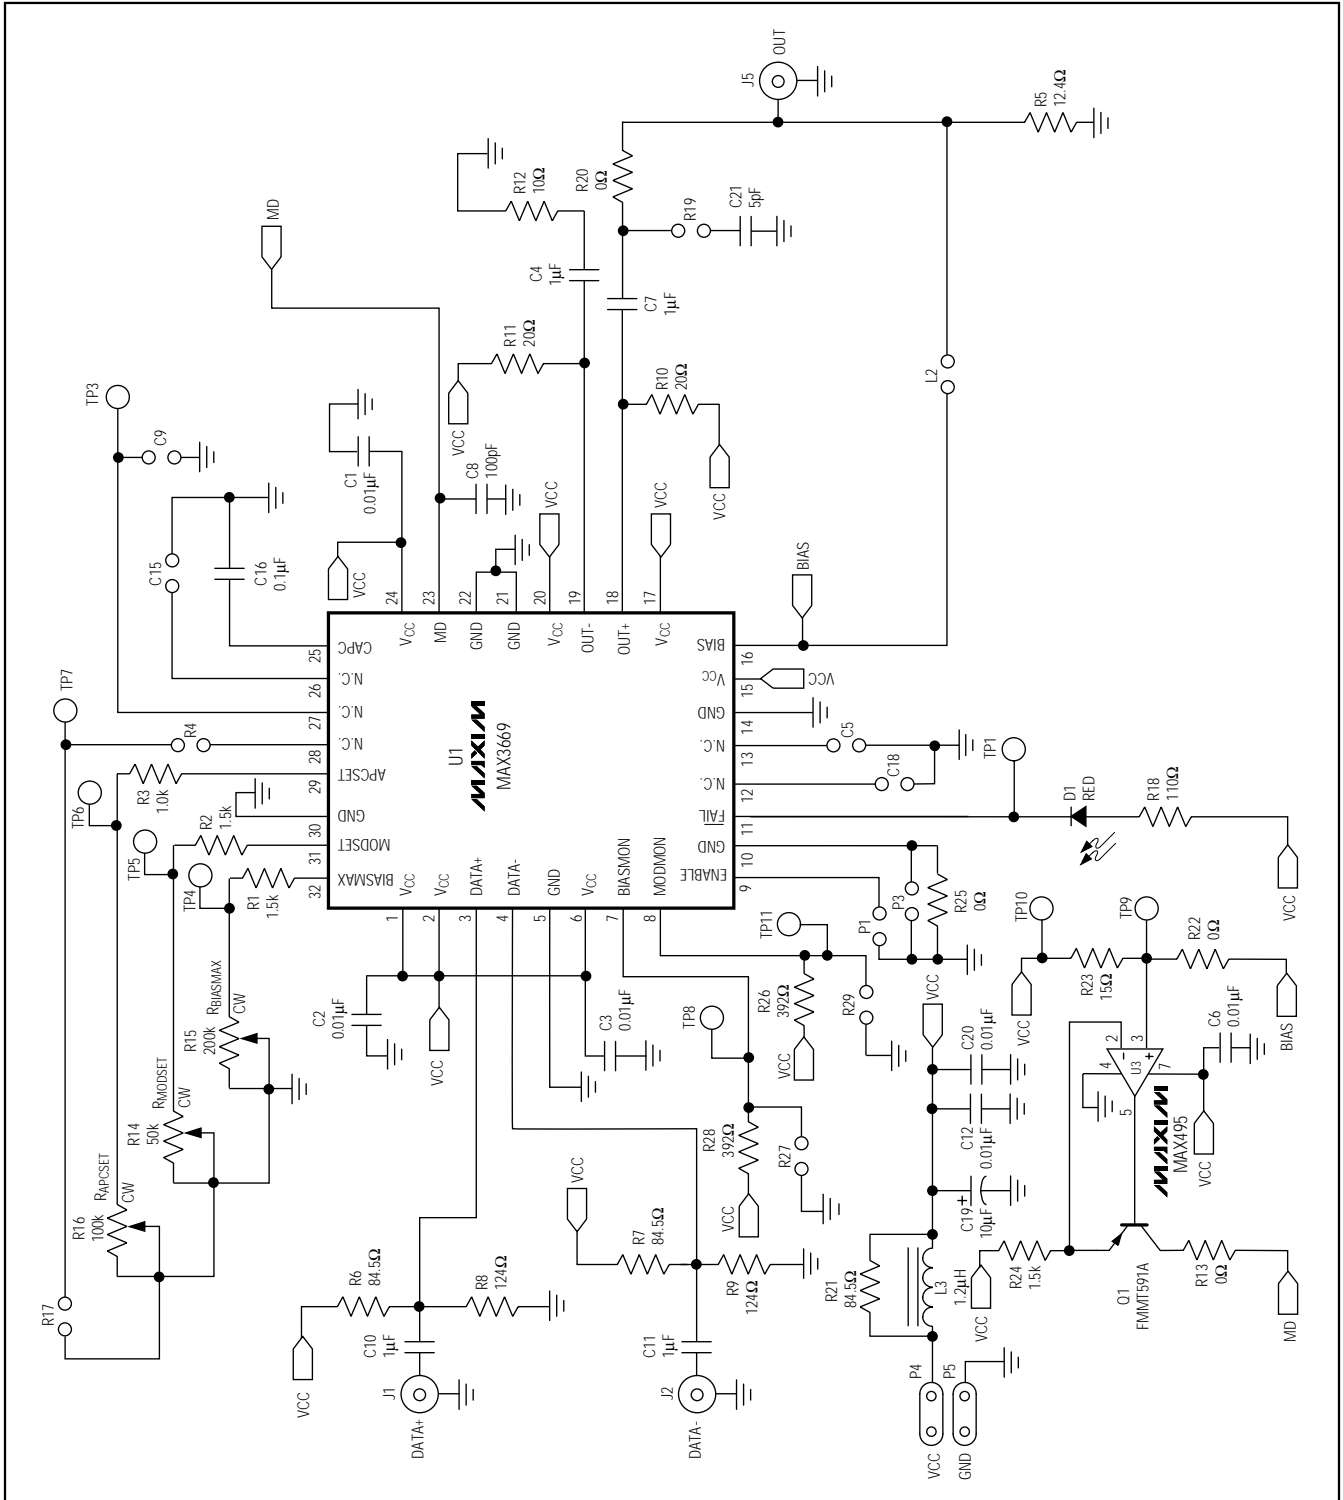 J5
OUT
R5
12.4Ω
R12
10Ω
R20
0Ω
R19
C21
5pF
MD
C4
1µF
C7
1µF
R11
20Ω
R10
20Ω
L2
VCC
VCC
TP3
C9
C1
0.01µF
C8
100pF
VCC
VCC
VCC
C15
C16
0.1µF
BIAS
TP7
R4
TP6
R3
1.0k
TP5
R2
1.5k
TP4
R1
1.5k
24
23
22
21
20
19
18
17
VCC
MD
GND
GND
VCC
OUT-
OUT+
VCC
25
26
27
28
29
30
31
32
CAPC
N.C.
N.C.
N.C.
APCSET
GND
MODSET
BIASMAX
U1
MAXIM
MAX3669
BIAS
VCC
GND
N.C.
N.C.
FAIL
GND
ENABLE
16
15
14
13
12
11
10
9
VCC
DATA+
DATA-
GND
VCC
BIASMON
MODMON
VCC
1
2
3
4
5
6
7
8
VCC
C5
C18
TP1
D1
RED
R18
110Ω
VCC
P1
P3
R25
0Ω
TP11
R26
392Ω
VCC
R29
TP8
R28
392Ω
VCC
R27
C2
0.01µF
VCC
C3
0.01µF
RBIASMAX
R15
200k
CW
RMODSET
R14
50k
CW
RAPCSET
R16
100k
CW
R17
VCC
R6
84.5Ω
R8
124Ω
C10
1µF
J1
DATA+
VCC
R7
84.5Ω
R9
124Ω
C11
1µF
J2
DATA-
VCC
C20
0.01µF
C12
0.01µF
C19
+
10µF
R21
84.5Ω
L3
1.2µH
P4
P5
VCC
GND
TP10
TP9
VCC
R23
15Ω
R22
0Ω
BIAS
C6
0.01µF
2
3
4
7
5
-
+
U3
MAXIM
MAX495
VCC
VCC
R24
1.5k
Q1
FMMT591A
R13
0Ω
MD